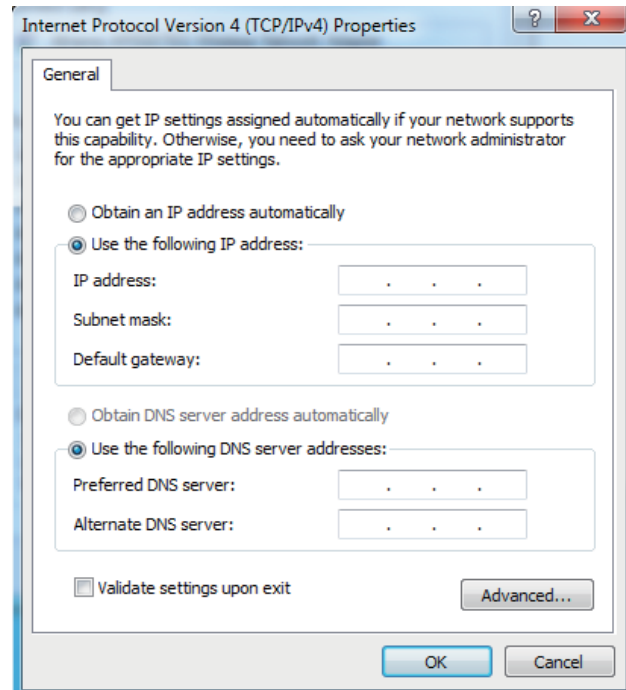 Internet Protocol Version 4 (TCP/IPv4) Properties
?
X
General
You can get IP settings assigned automatically if your network supports
this capability. Otherwise, you need to ask your network administrator
for the appropriate IP settings.
Obtain an IP address automatically
Use the following IP address:
IP address: . . .
Subnet mask: . . .
Default gateway: . . .
Obtain DNS server address automatically
Use the following DNS server addresses:
Preferred DNS server: . . .
Alternate DNS server: . . .
Validate settings upon exit
Advanced...
OK Cancel